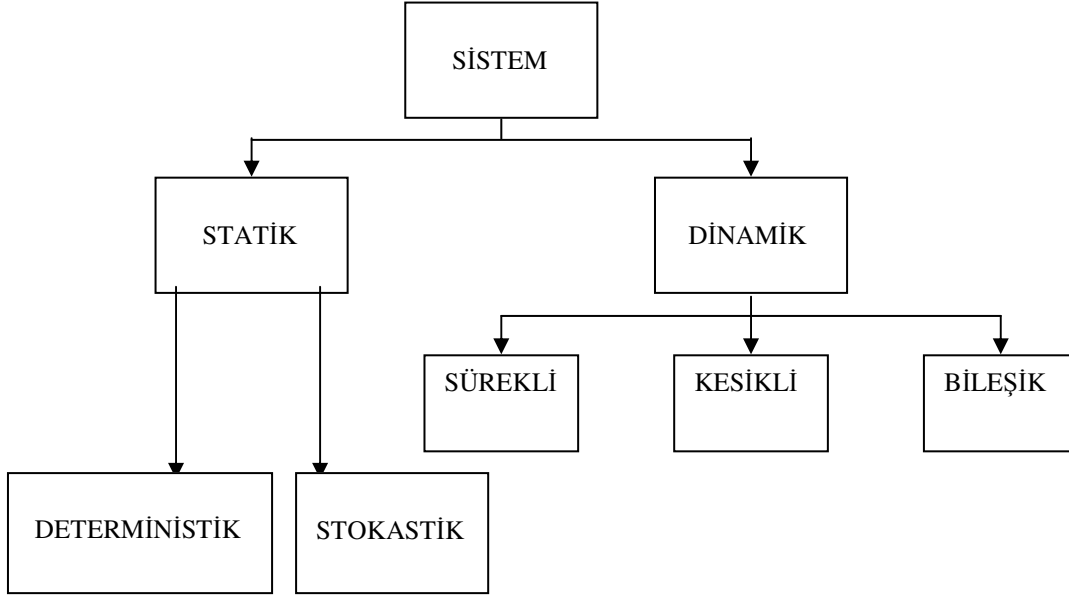 SİSTEM
STATİK
DİNAMİK
SÜREKLİ
KESİKLİ
BİLEŞİK
DETERMİNİSTİK
STOKASTİK